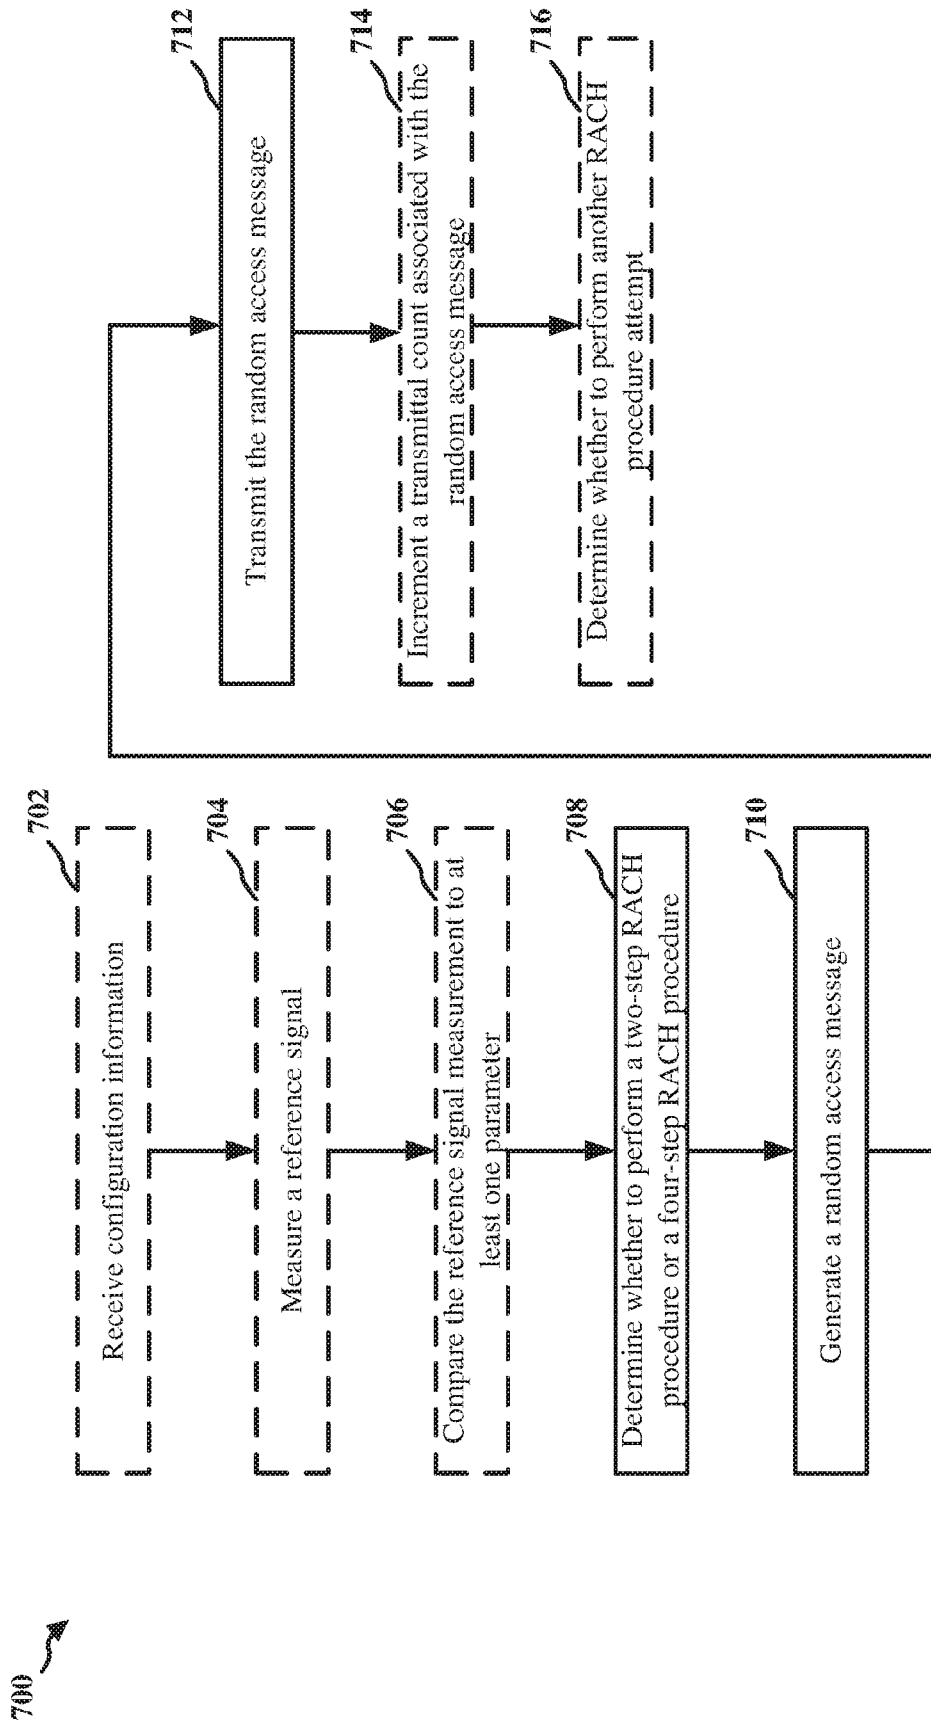 700
702
Receive configuration information
704
Measure a reference signal
706
Compare the reference signal measurement to at
least one parameter
708
Determine whether to perform a two-step RACH
procedure or a four-step RACH procedure
710
Generate a random access message
712
Transmit the random access message
714
Increment a transmittal count associated with the
random access message
716
Determine whether to perform another RACH
procedure attempt